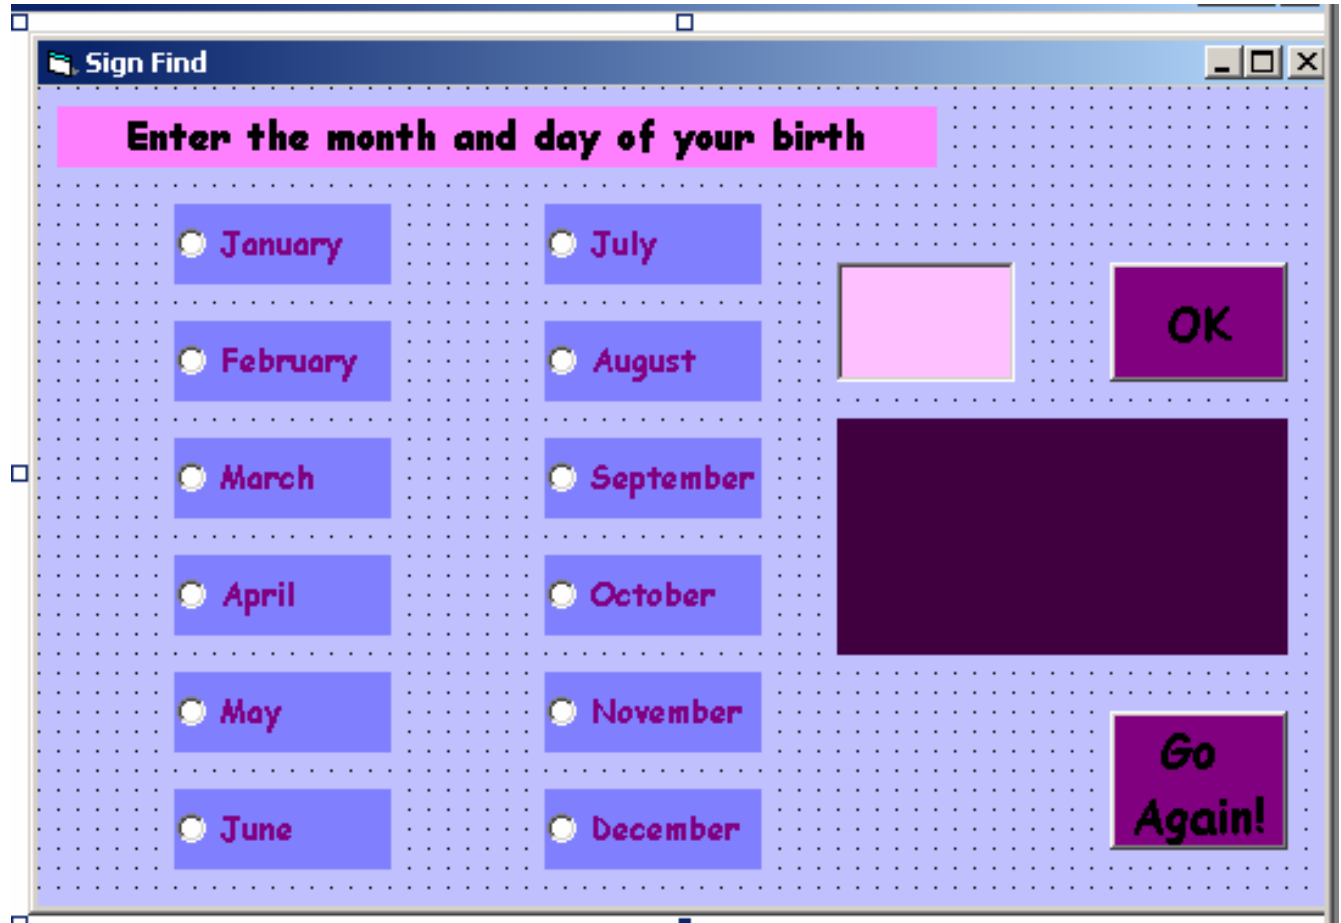 Sign Find
Enter the month and day of your birth
January
February
March
April
May
June
July
August
September
October
November
December
OK
Go
Again!